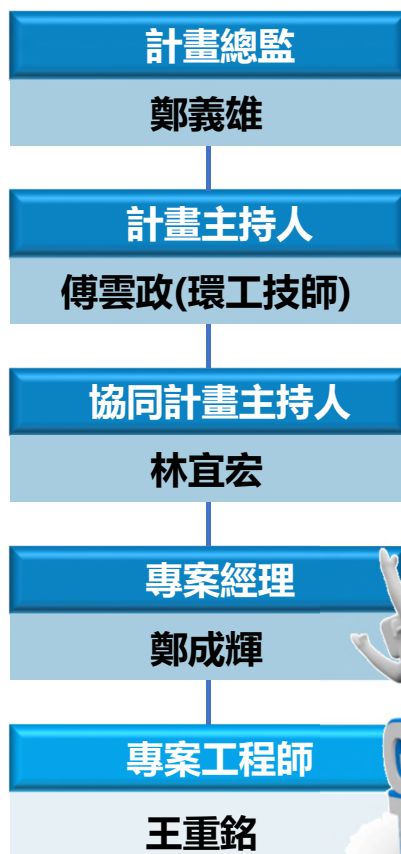 計畫總監
鄭義雄
計畫主持人
傅雲政(環工技師)
協同計畫主持人
林宜宏
專案經理
鄭成輝
專案工程師
王重銘